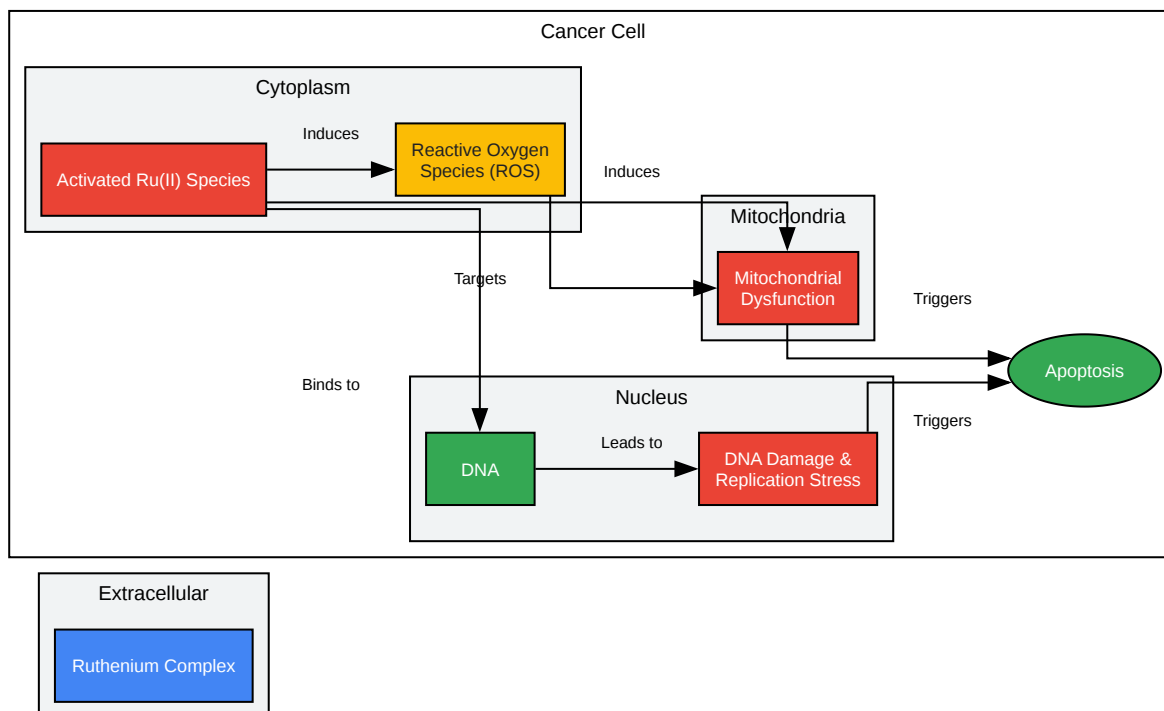 Cancer Cell
Cytoplasm
Induces
Reactive Oxygen
Species (ROS)
Activated Ru(II) Species
Induces
Mitochondria
Mitochondrial
Dysfunction
Targets
Triggers
Apoptosis
Binds to
Nucleus
Triggers
Leads to
DNA
DNA Damage &
Replication Stress
Extracellular
Ruthenium Complex